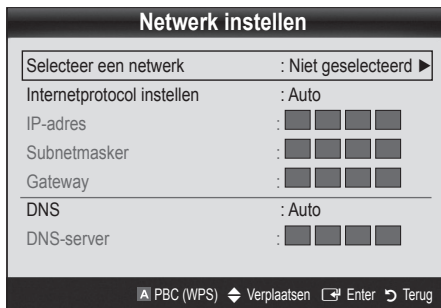 Netwerk instellen
Selecteer een netwerk : Niet geselecteerd ►
Internetprotocol instellen : Auto
IP-adres :
Subnetmasker :
Gateway :
DNS : Auto
DNS-server :
A PBC (WPS) Verplaatsen Enter Terug